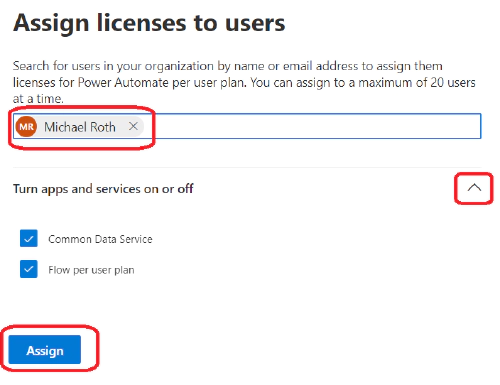 Assign licenses to users
Search for users in your organization by name or email address to assign them
licenses for Power Automate per user plan. You can assign to a maximum of 20 users
at a time.
MR Michael Roth
Turn apps and services on or off
Common Data Service
Flow per user plan
Assign